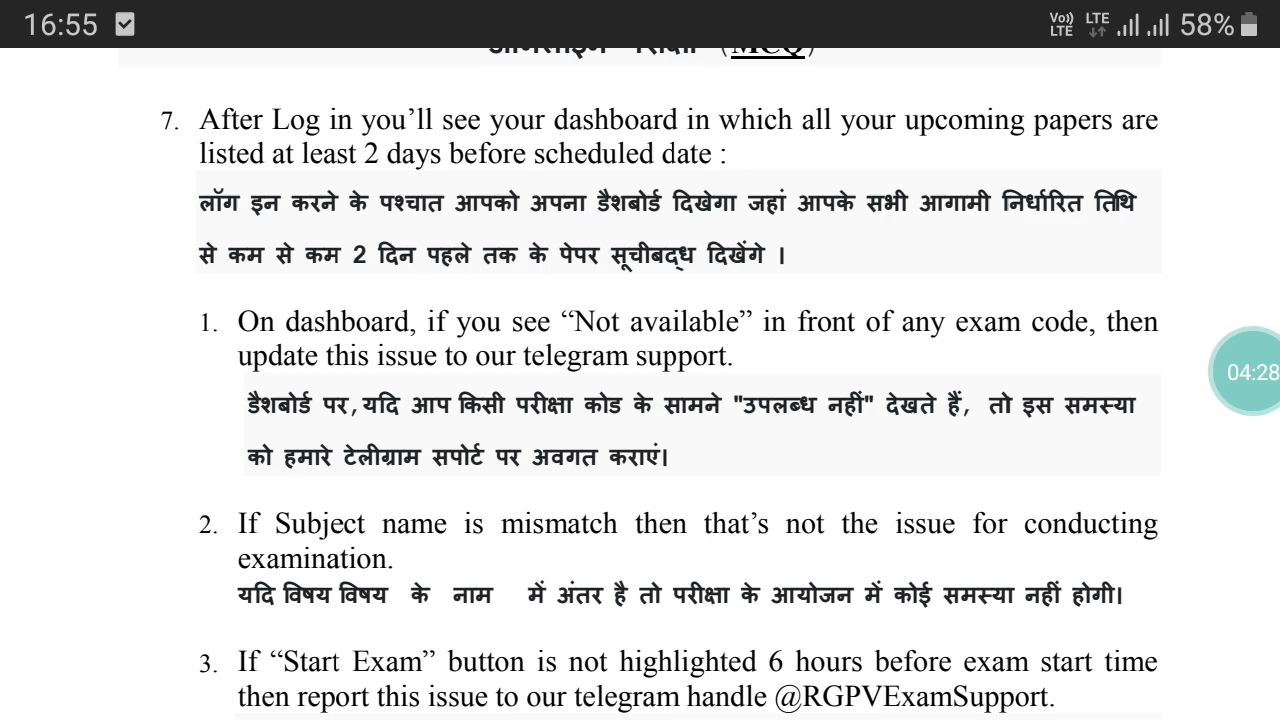 16:55
Vo)) LTE LTE 58%
(MCQ)
7. After Log in you’ll see your dashboard in which all your upcoming papers are
listed at least 2 days before scheduled date :
लॉग इन करने के पश्चात आपको अपना डैशबोर्ड दिखेगा जहां आपके सभी आगामी निर्धारित तिथि
से कम से कम 2 दिन पहले तक के पेपर सूचीबद्ध दिखेंगे ।
1. On dashboard, if you see “Not available” in front of any exam code, then
update this issue to our telegram support.
डैशबोर्ड पर, यदि आप किसी परीक्षा कोड के सामने "उपलब्ध नहीं" देखते हैं, तो इस समस्या
को हमारे टेलीग्राम सपोर्ट पर अवगत कराएं।
04:28
2. If Subject name is mismatch then that’s not the issue for conducting
examination.
यदि विषय विषय के नाम में अंतर है तो परीक्षा के आयोजन में कोई समस्या नहीं होगी।
3. If “Start Exam” button is not highlighted 6 hours before exam start time
then report this issue to our telegram handle @RGPVExamSupport.